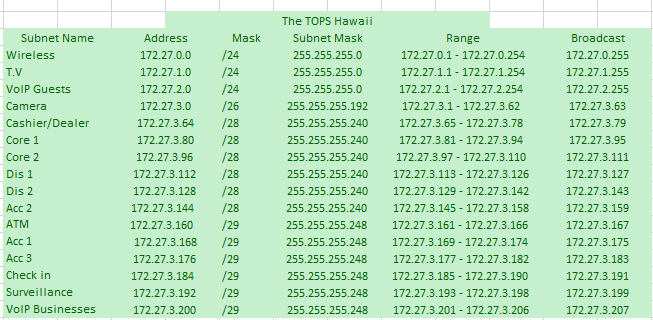 The TOPS Hawaii
Subnet Name Address Mask Subnet Mask Range Broadcast
Wireless 172.27.0.0 /24 255.255.255.0 172.27.0.1 - 172.27.0.254 172.27.0.255
T.V 172.27.1.0 /24 255.255.255.0 172.27.1.1 - 172.27.1.254 172.27.1.255
VoIP Guests 172.27.2.0 /24 255.255.255.0 172.27.2.1 - 172.27.2.254 172.27.2.255
Camera 172.27.3.0 /26 255.255.255.192 172.27.3.1 - 172.27.3.62 172.27.3.63
Cashier/Dealer 172.27.3.64 /28 255.255.255.240 172.27.3.65 - 172.27.3.78 172.27.3.79
Core 1 172.27.3.80 /28 255.255.255.240 172.27.3.81 - 172.27.3.94 172.27.3.95
Core 2 172.27.3.96 /28 255.255.255.240 172.27.3.97 - 172.27.3.110 172.27.3.111
Dis 1 172.27.3.112 /28 255.255.255.240 172.27.3.113 - 172.27.3.126 172.27.3.127
Dis 2 172.27.3.128 /28 255.255.255.240 172.27.3.129 - 172.27.3.142 172.27.3.143
Acc 2 172.27.3.144 /28 255.255.255.240 172.27.3.145 - 172.27.3.158 172.27.3.159
ATM 172.27.3.160 /29 255.255.255.248 172.27.3.161 - 172.27.3.166 172.27.3.167
Acc 1 172.27.3.168 /29 255.255.255.248 172.27.3.169 - 172.27.3.174 172.27.3.175
Acc 3 172.27.3.176 /29 255.255.255.248 172.27.3.177 - 172.27.3.182 172.27.3.183
Check in 172.27.3.184 /29 255.255.255.248 172.27.3.185 - 172.27.3.190 172.27.3.191
Surveillance 172.27.3.192 /29 255.255.255.248 172.27.3.193 - 172.27.3.198 172.27.3.199
VoIP Businesses 172.27.3.200 /29 255.255.255.248 172.27.3.201 - 172.27.3.206 172.27.3.207